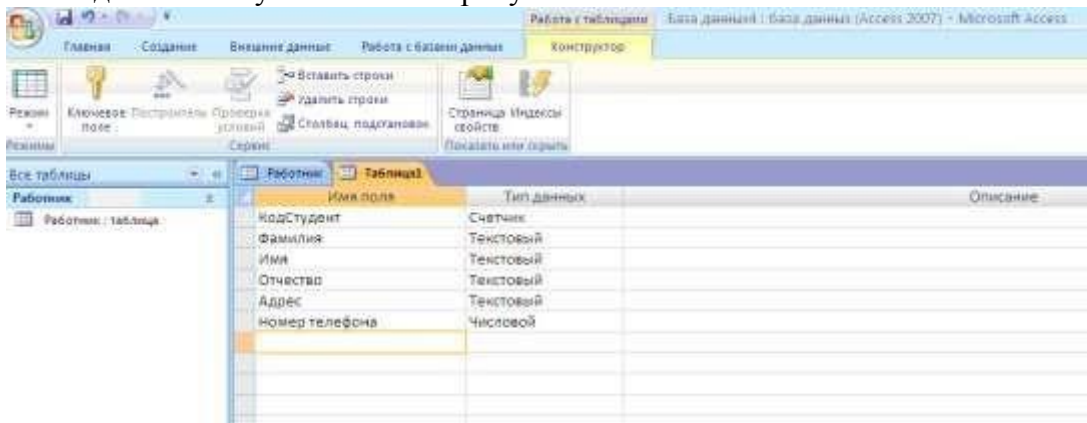 Работа с таблицами База данных1 : база данных (Access 2007) - Microsoft Access
Главная Создание Внешние данные Работа с базами данных Конструктор
Режим
Ключевое поле
Построитель
Проверка условий
Вставить строки
Удалить строки
Столбец подстановок
Страница свойств
Индексы
Режимы Сервис Показать или скрыть
Все таблицы
Работник Таблица1
Работник
Работник : таблица
Имя поля Тип данных Описание
КодСтудент Счетчик
Фамилия Текстовый
Имя Текстовый
Отчество Текстовый
Адрес Текстовый
Номер телефона Числовой